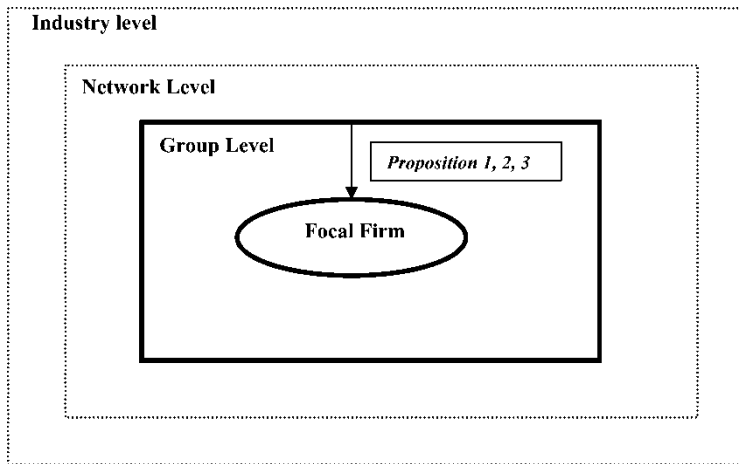 Industry level
Network Level
Group Level
Proposition 1, 2, 3
Focal Firm